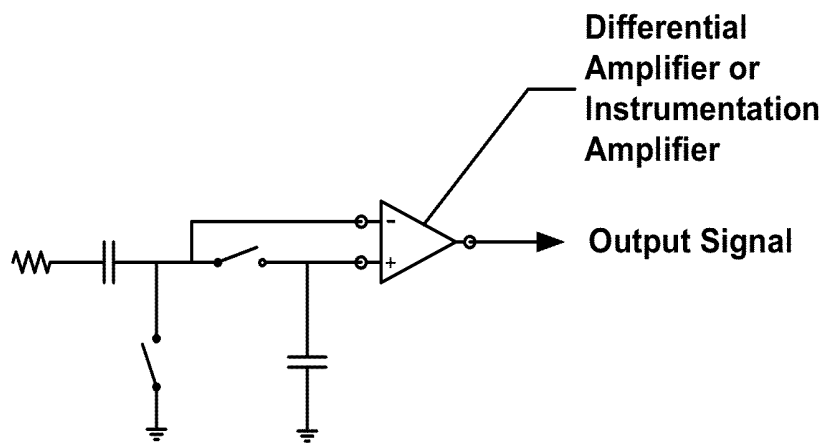 Differential
Amplifier or
Instrumentation
Amplifier
-
+
Output Signal